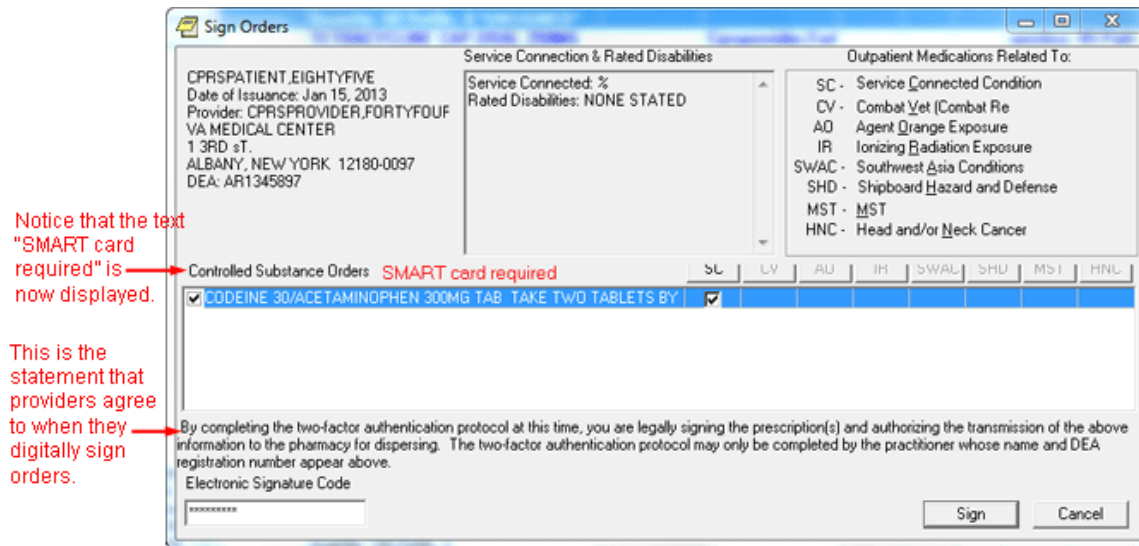 Sign Orders
CPRSPATIENT,EIGHTYFIVE
Date of Issuance: Jan 15, 2013
Provider: CPRSPROVIDER,FORTYFOUF
VA MEDICAL CENTER
1 3RD sT.
ALBANY, NEW YORK 12180-0097
DEA: AR1345897
Service Connection & Rated Disabilities
Service Connected: %
Rated Disabilities: NONE STATED
Outpatient Medications Related To:
SC - Service Connected Condition
CV - Combat Vet (Combat Re
AO Agent Orange Exposure
IR Ionizing Radiation Exposure
SWAC - Southwest Asia Conditions
SHD - Shipboard Hazard and Defense
MST - MST
HNC - Head and/or Neck Cancer
Notice that the text
"SMART card
required" is
now displayed.
Controlled Substance Orders SMART card required
SC CV AO IR SWAC SHD MST HNC
CODEINE 30/ACETAMINOPHEN 300MG TAB TAKE TWO TABLETS BY
This is the
statement that
providers agree
to when they
digitally sign
orders.
By completing the two-factor authentication protocol at this time, you are legally signing the prescription(s) and authorizing the transmission of the above
information to the pharmacy for dispersing. The two-factor authentication protocol may only be completed by the practitioner whose name and DEA
registration number appear above.
Electronic Signature Code
*********
Sign Cancel